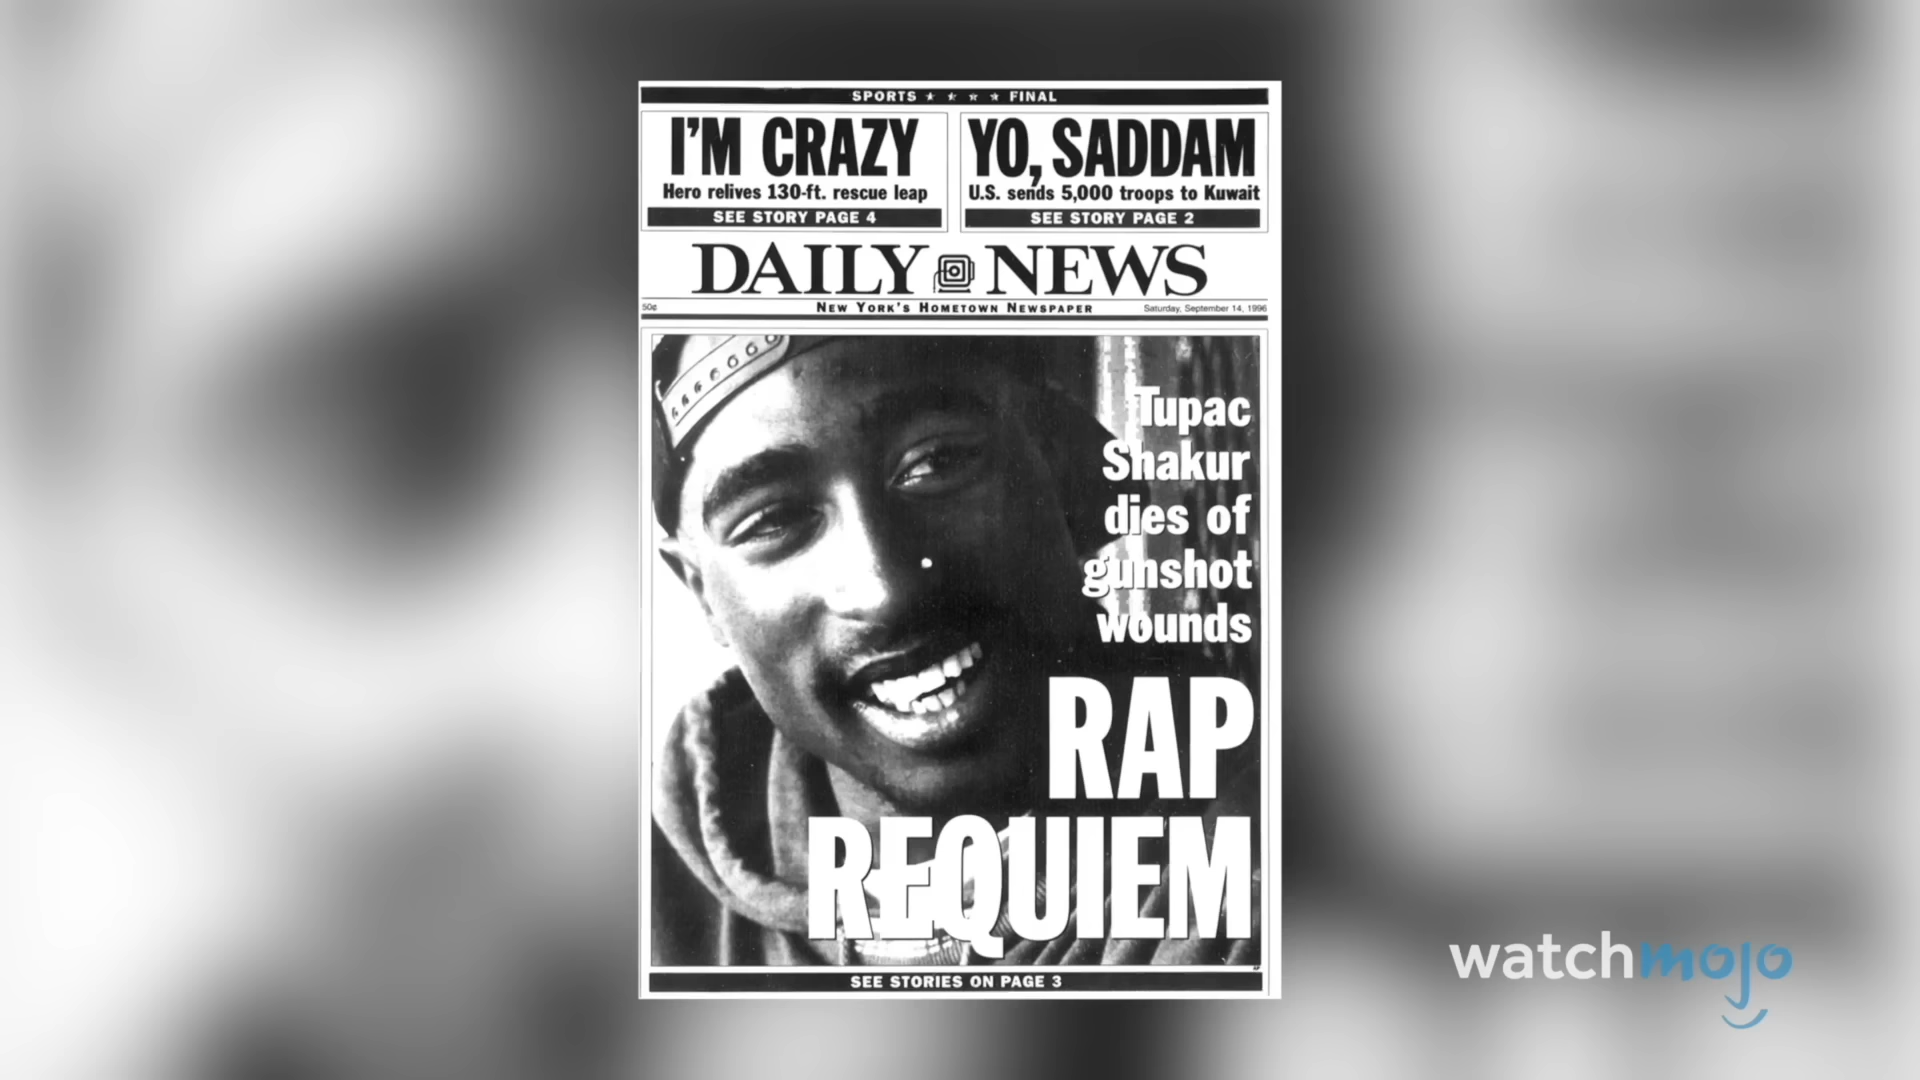 SPORTS ★ ★ ★ ★ FINAL
I'M CRAZY
Hero relives 130-ft. rescue leap
SEE STORY PAGE 4
YO, SADDAM
U.S. sends 5,000 troops to Kuwait
SEE STORY PAGE 2
DAILY NEWS
50¢
NEW YORK'S HOMETOWN NEWSPAPER
Saturday, September 14, 1996
Tupac
Shakur
dies of
gunshot
wounds
RAP
REQUIEM
AP
SEE STORIES ON PAGE 3
watchmojo